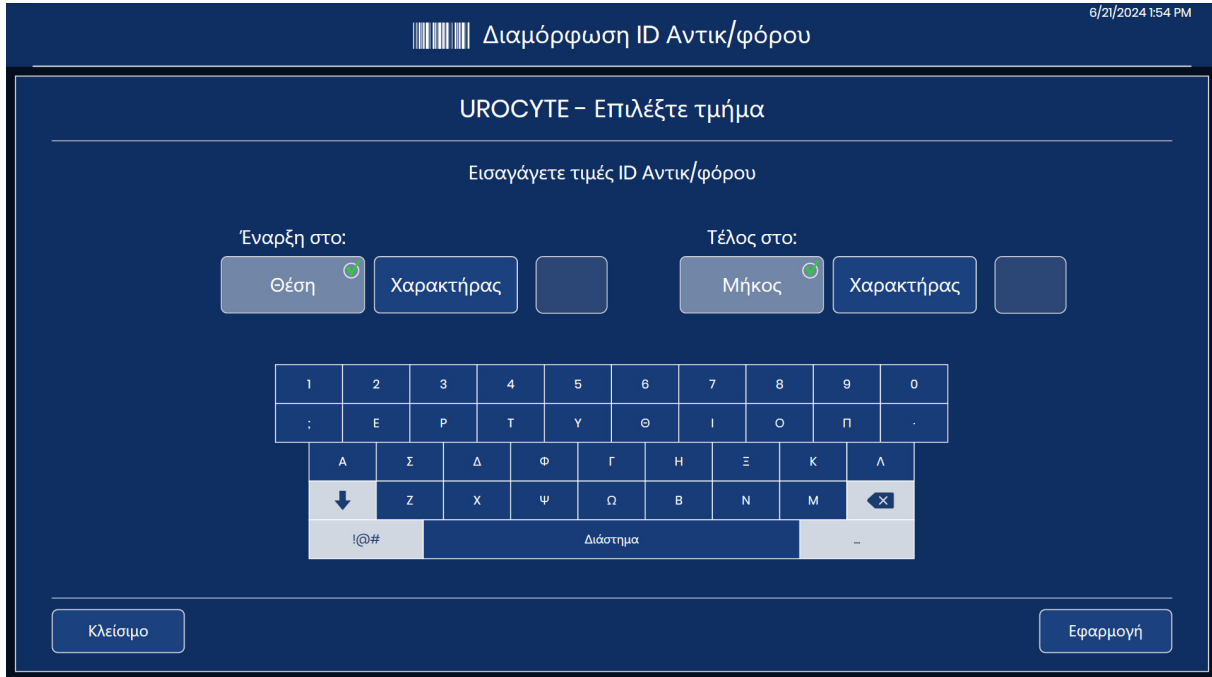 6/21/2024 1:54 PM
Διαμόρφωση ID Αντικ/φόρου
UROCYTE - Επιλέξτε τμήμα
Εισαγάγετε τιμές ID Αντικ/φόρου
Έναρξη στο: Τέλος στο:
Θέση Χαρακτήρας Μήκος Χαρακτήρας
1 2 3 4 5 6 7 8 9 0
; Ε Ρ Τ Υ Θ Ι Ο Π .
Α Σ Δ Φ Γ Η Ξ Κ Λ
Ζ Χ Ψ Ω Β Ν Μ
!@# Διάστημα ...
Κλείσιμο Εφαρμογή